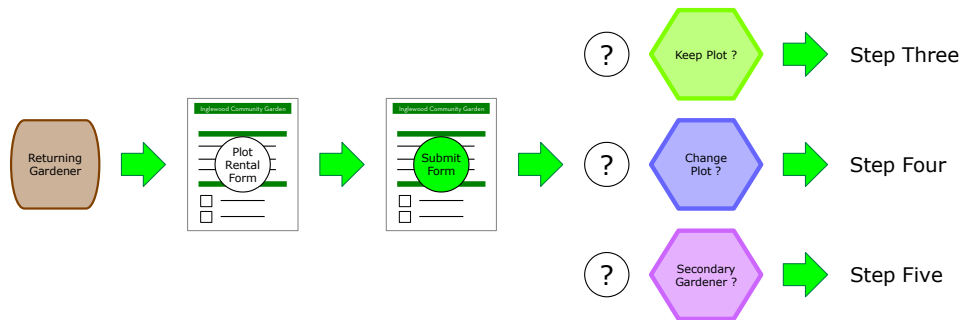 Returning
Gardener
Inglewood Community Garden
Plot
Rental
Form
Inglewood Community Garden
Submit
Form
?
Keep Plot ?
Step Three
?
Change
Plot ?
Step Four
?
Secondary
Gardener ?
Step Five